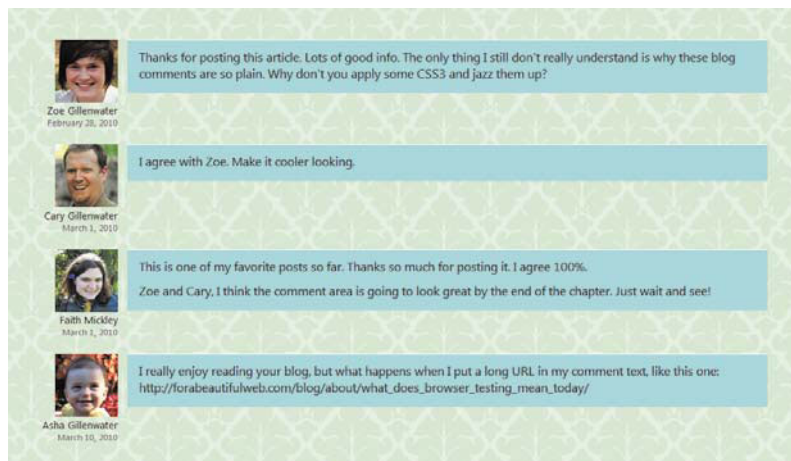 Thanks for posting this article. Lots of good info. The only thing I still don't really understand is why these blog
comments are so plain. Why don't you apply some CSS3 and jazz them up?
Zoe Gillenwater
February 28, 2010
I agree with Zoe. Make it cooler looking.
Cary Gillenwater
March 1, 2010
This is one of my favorite posts so far. Thanks so much for posting it. I agree 100%.
Zoe and Cary, I think the comment area is going to look great by the end of the chapter. Just wait and see!
Faith Mickley
March 1, 2010
I really enjoy reading your blog, but what happens when I put a long URL in my comment text, like this one:
http://forabeautifulweb.com/blog/about/what_does_browser_testing_mean_today/
Asha Gillenwater
March 10, 2010